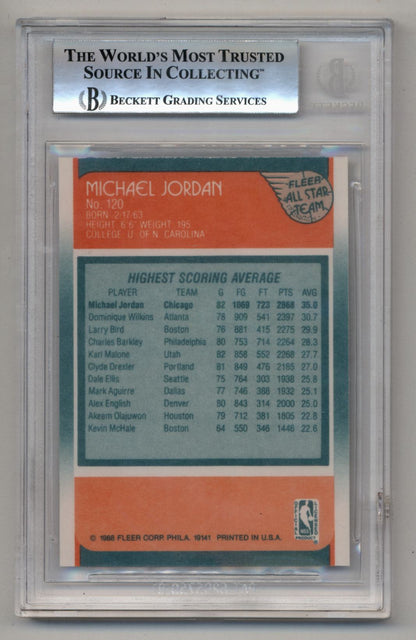 THE WORLD'S MOST TRUSTED
SOURCE IN COLLECTING™
B BECKETT GRADING SERVICES
MICHAEL JORDAN
No. 120
BORN: 2-17-63
HEIGHT: 6'6" WEIGHT: 195
COLLEGE: U. OF N. CAROLINA
FLEER
ALL STAR
TEAM
HIGHEST SCORING AVERAGE
PLAYER TEAM G FG FT PTS AVG
Michael Jordan Chicago 82 1069 723 2868 35.0
Dominique Wilkins Atlanta 78 909 541 2397 30.7
Larry Bird Boston 76 881 415 2275 29.9
Charles Barkley Philadelphia 80 753 714 2264 28.3
Karl Malone Utah 82 858 552 2268 27.7
Clyde Drexler Portland 81 849 476 2185 27.0
Dale Ellis Seattle 75 764 303 1938 25.8
Mark Aguirre Dallas 77 746 388 1932 25.1
Alex English Denver 80 843 314 2000 25.0
Akeem Olajuwon Houston 79 712 381 1805 22.8
Kevin McHale Boston 64 550 346 1446 22.6
OFFICIAL LICENSED
NBA
PRODUCT
© 1988 FLEER CORP. PHILA. 19141 PRINTED IN U.S.A.